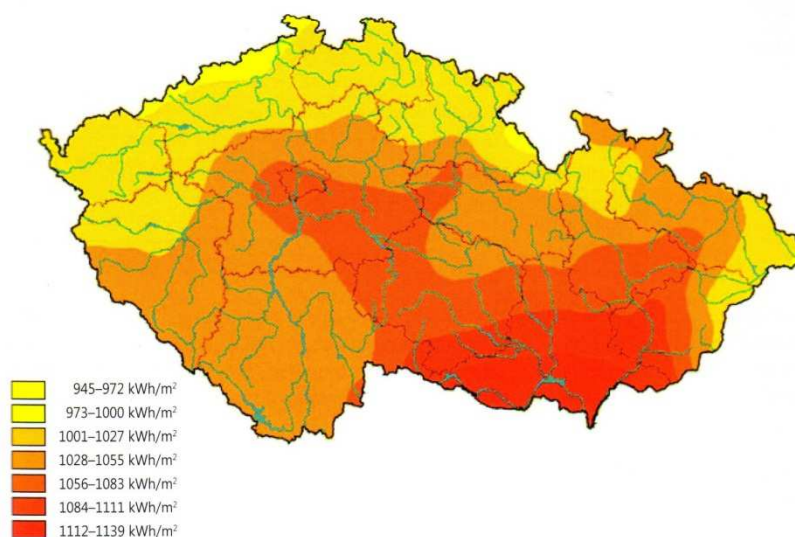 945–972 kWh/m²
973–1000 kWh/m²
1001–1027 kWh/m²
1028–1055 kWh/m²
1056–1083 kWh/m²
1084–1111 kWh/m²
1112–1139 kWh/m²